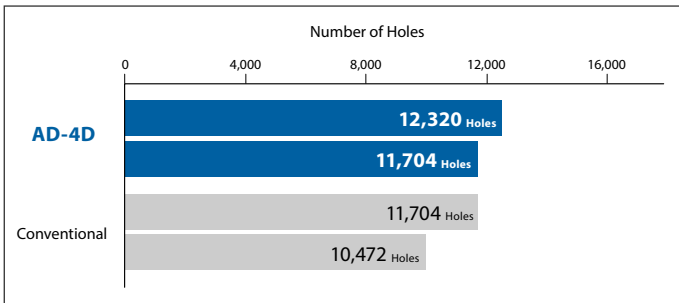 Number of Holes
0 4,000 8,000 12,000 16,000
AD-4D
12,320 Holes
11,704 Holes
Conventional
11,704 Holes
10,472 Holes